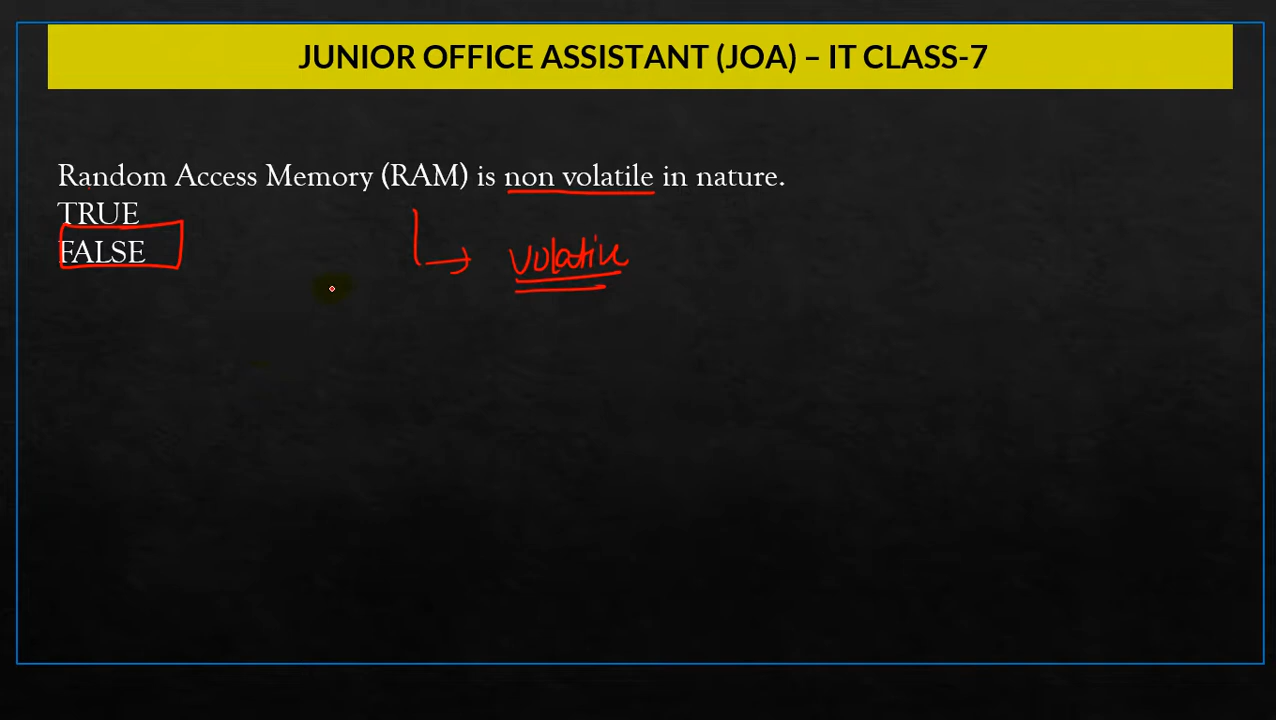 JUNIOR OFFICE ASSISTANT (JOA) – IT CLASS-7
Random Access Memory (RAM) is non volatile in nature.
TRUE
FALSE
volatile